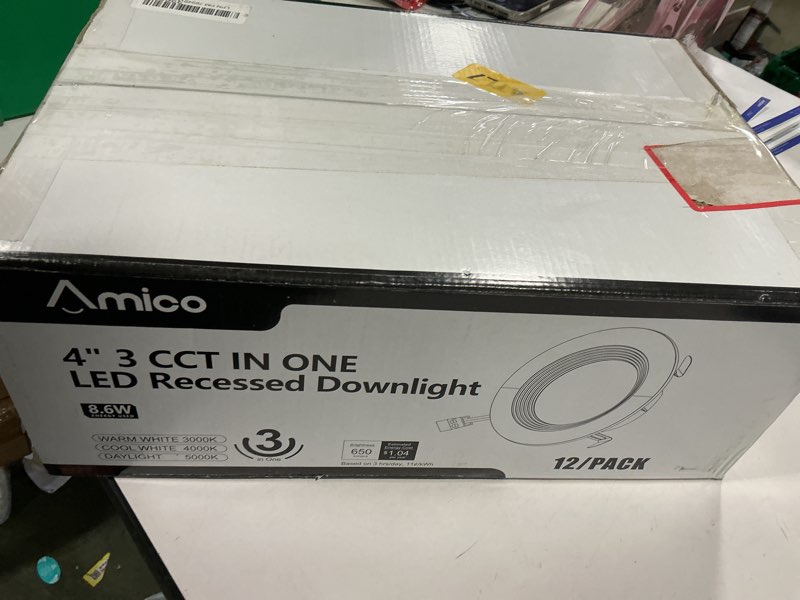 Amico
4" 3 CCT IN ONE
LED Recessed Downlight
8.6W
ENERGY USED
WARM WHITE 3000K
COOL WHITE 4000K
DAYLIGHT 5000K
3
in One
Brightness
650
Estimated
Energy Cost
$1.04
Based on 3 hrs/day, 11¢/kWh
12/PACK